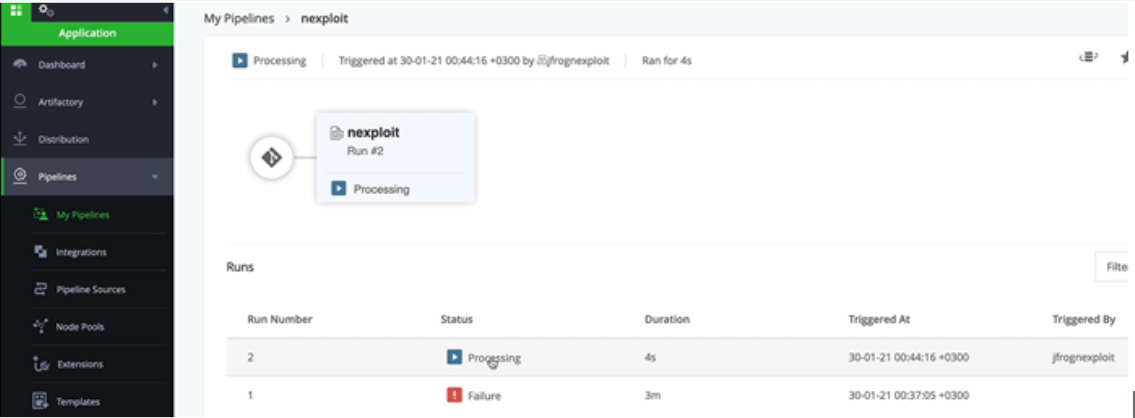 Application
Dashboard
Artifactory
Distribution
Pipelines
My Pipelines
Integrations
Pipeline Sources
Node Pools
Extensions
Templates
My Pipelines > nexploit
Processing
Triggered at 30-01-21 00:44:16 +0300 by jfrognexploit
Ran for 4s
nexploit
Run #2
Processing
Runs
Filte
Run Number Status Duration Triggered At Triggered By
2 Processing 4s 30-01-21 00:44:16 +0300 jfrognexploit
1 Failure 3m 30-01-21 00:37:05 +0300